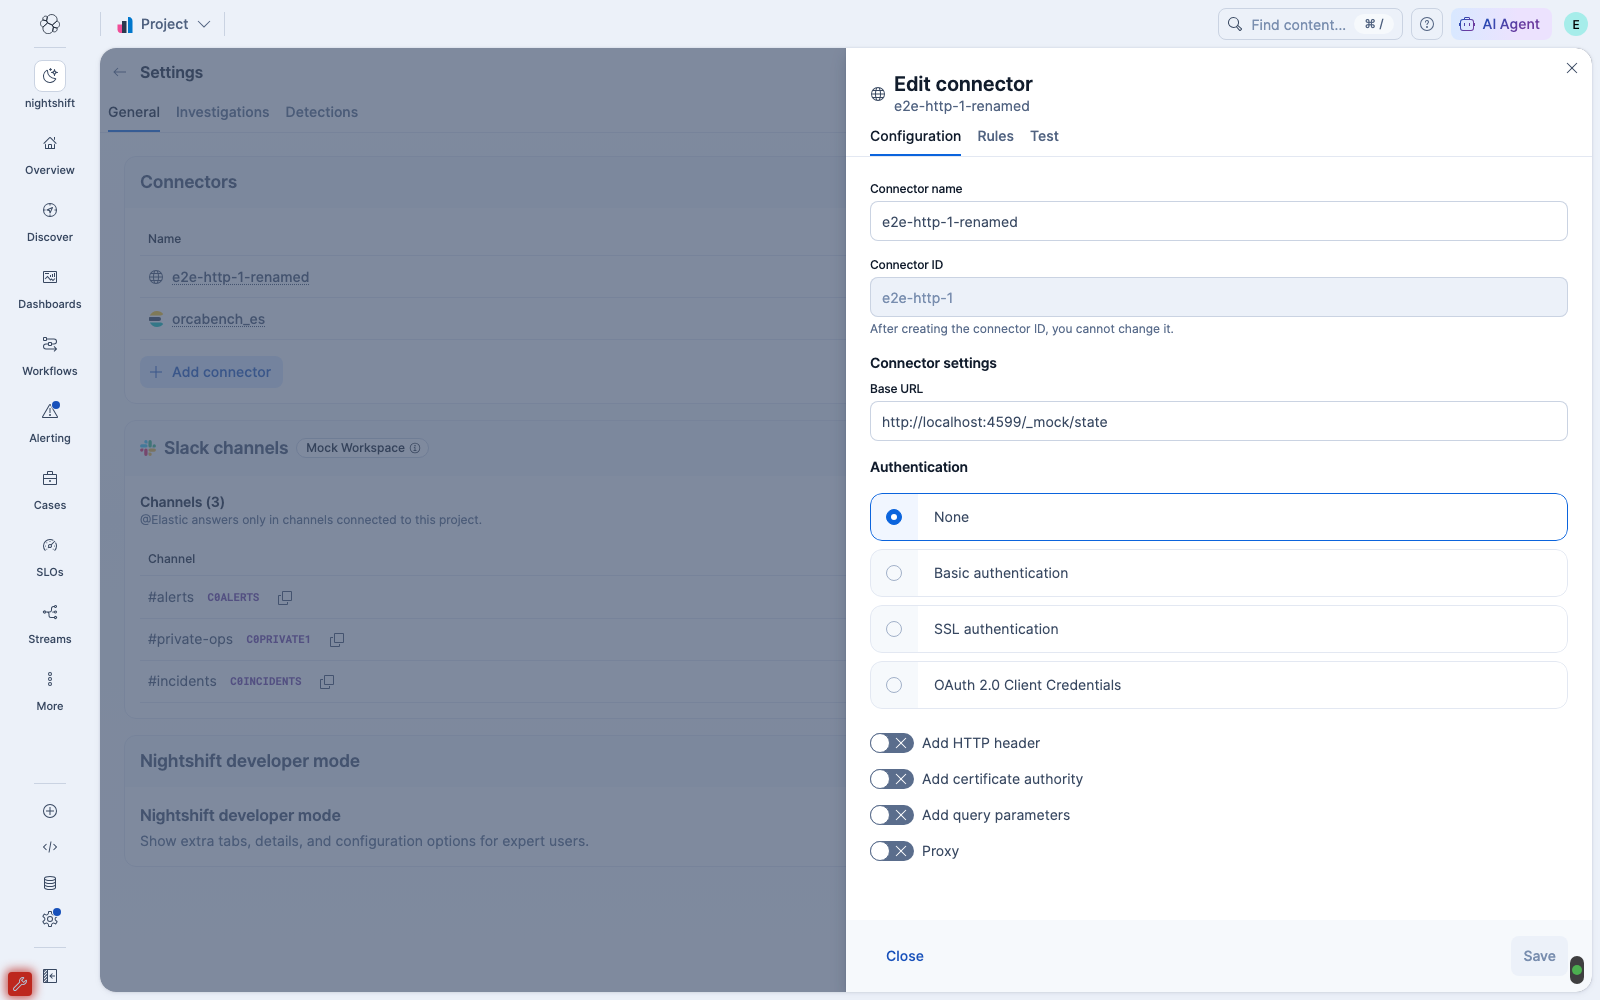 Project
Find content...
⌘ /
AI Agent
E
nightshift
Overview
Discover
Dashboards
Workflows
Alerting
Cases
SLOs
Streams
More
Settings
General
Investigations
Detections
Connectors
Name
e2e-http-1-renamed
orcabench_es
Add connector
Slack channels
Mock Workspace
Channels (3)
@Elastic answers only in channels connected to this project.
Channel
#alerts C0ALERTS
#private-ops C0PRIVATE1
#incidents C0INCIDENTS
Nightshift developer mode
Nightshift developer mode
Show extra tabs, details, and configuration options for expert users.
Edit connector
e2e-http-1-renamed
Configuration
Rules
Test
Connector name
e2e-http-1-renamed
Connector ID
e2e-http-1
After creating the connector ID, you cannot change it.
Connector settings
Base URL
http://localhost:4599/_mock/state
Authentication
None
Basic authentication
SSL authentication
OAuth 2.0 Client Credentials
Add HTTP header
Add certificate authority
Add query parameters
Proxy
Close
Save